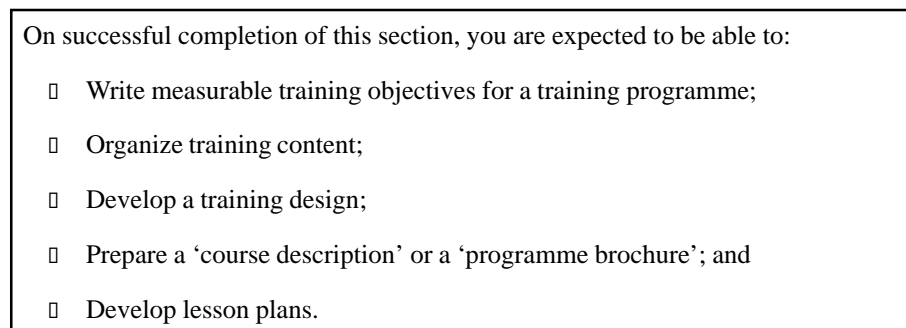 On successful completion of this section, you are expected to be able to:
▯ Write measurable training objectives for a training programme;
▯ Organize training content;
▯ Develop a training design;
▯ Prepare a ‘course description’ or a ‘programme brochure’; and
▯ Develop lesson plans.